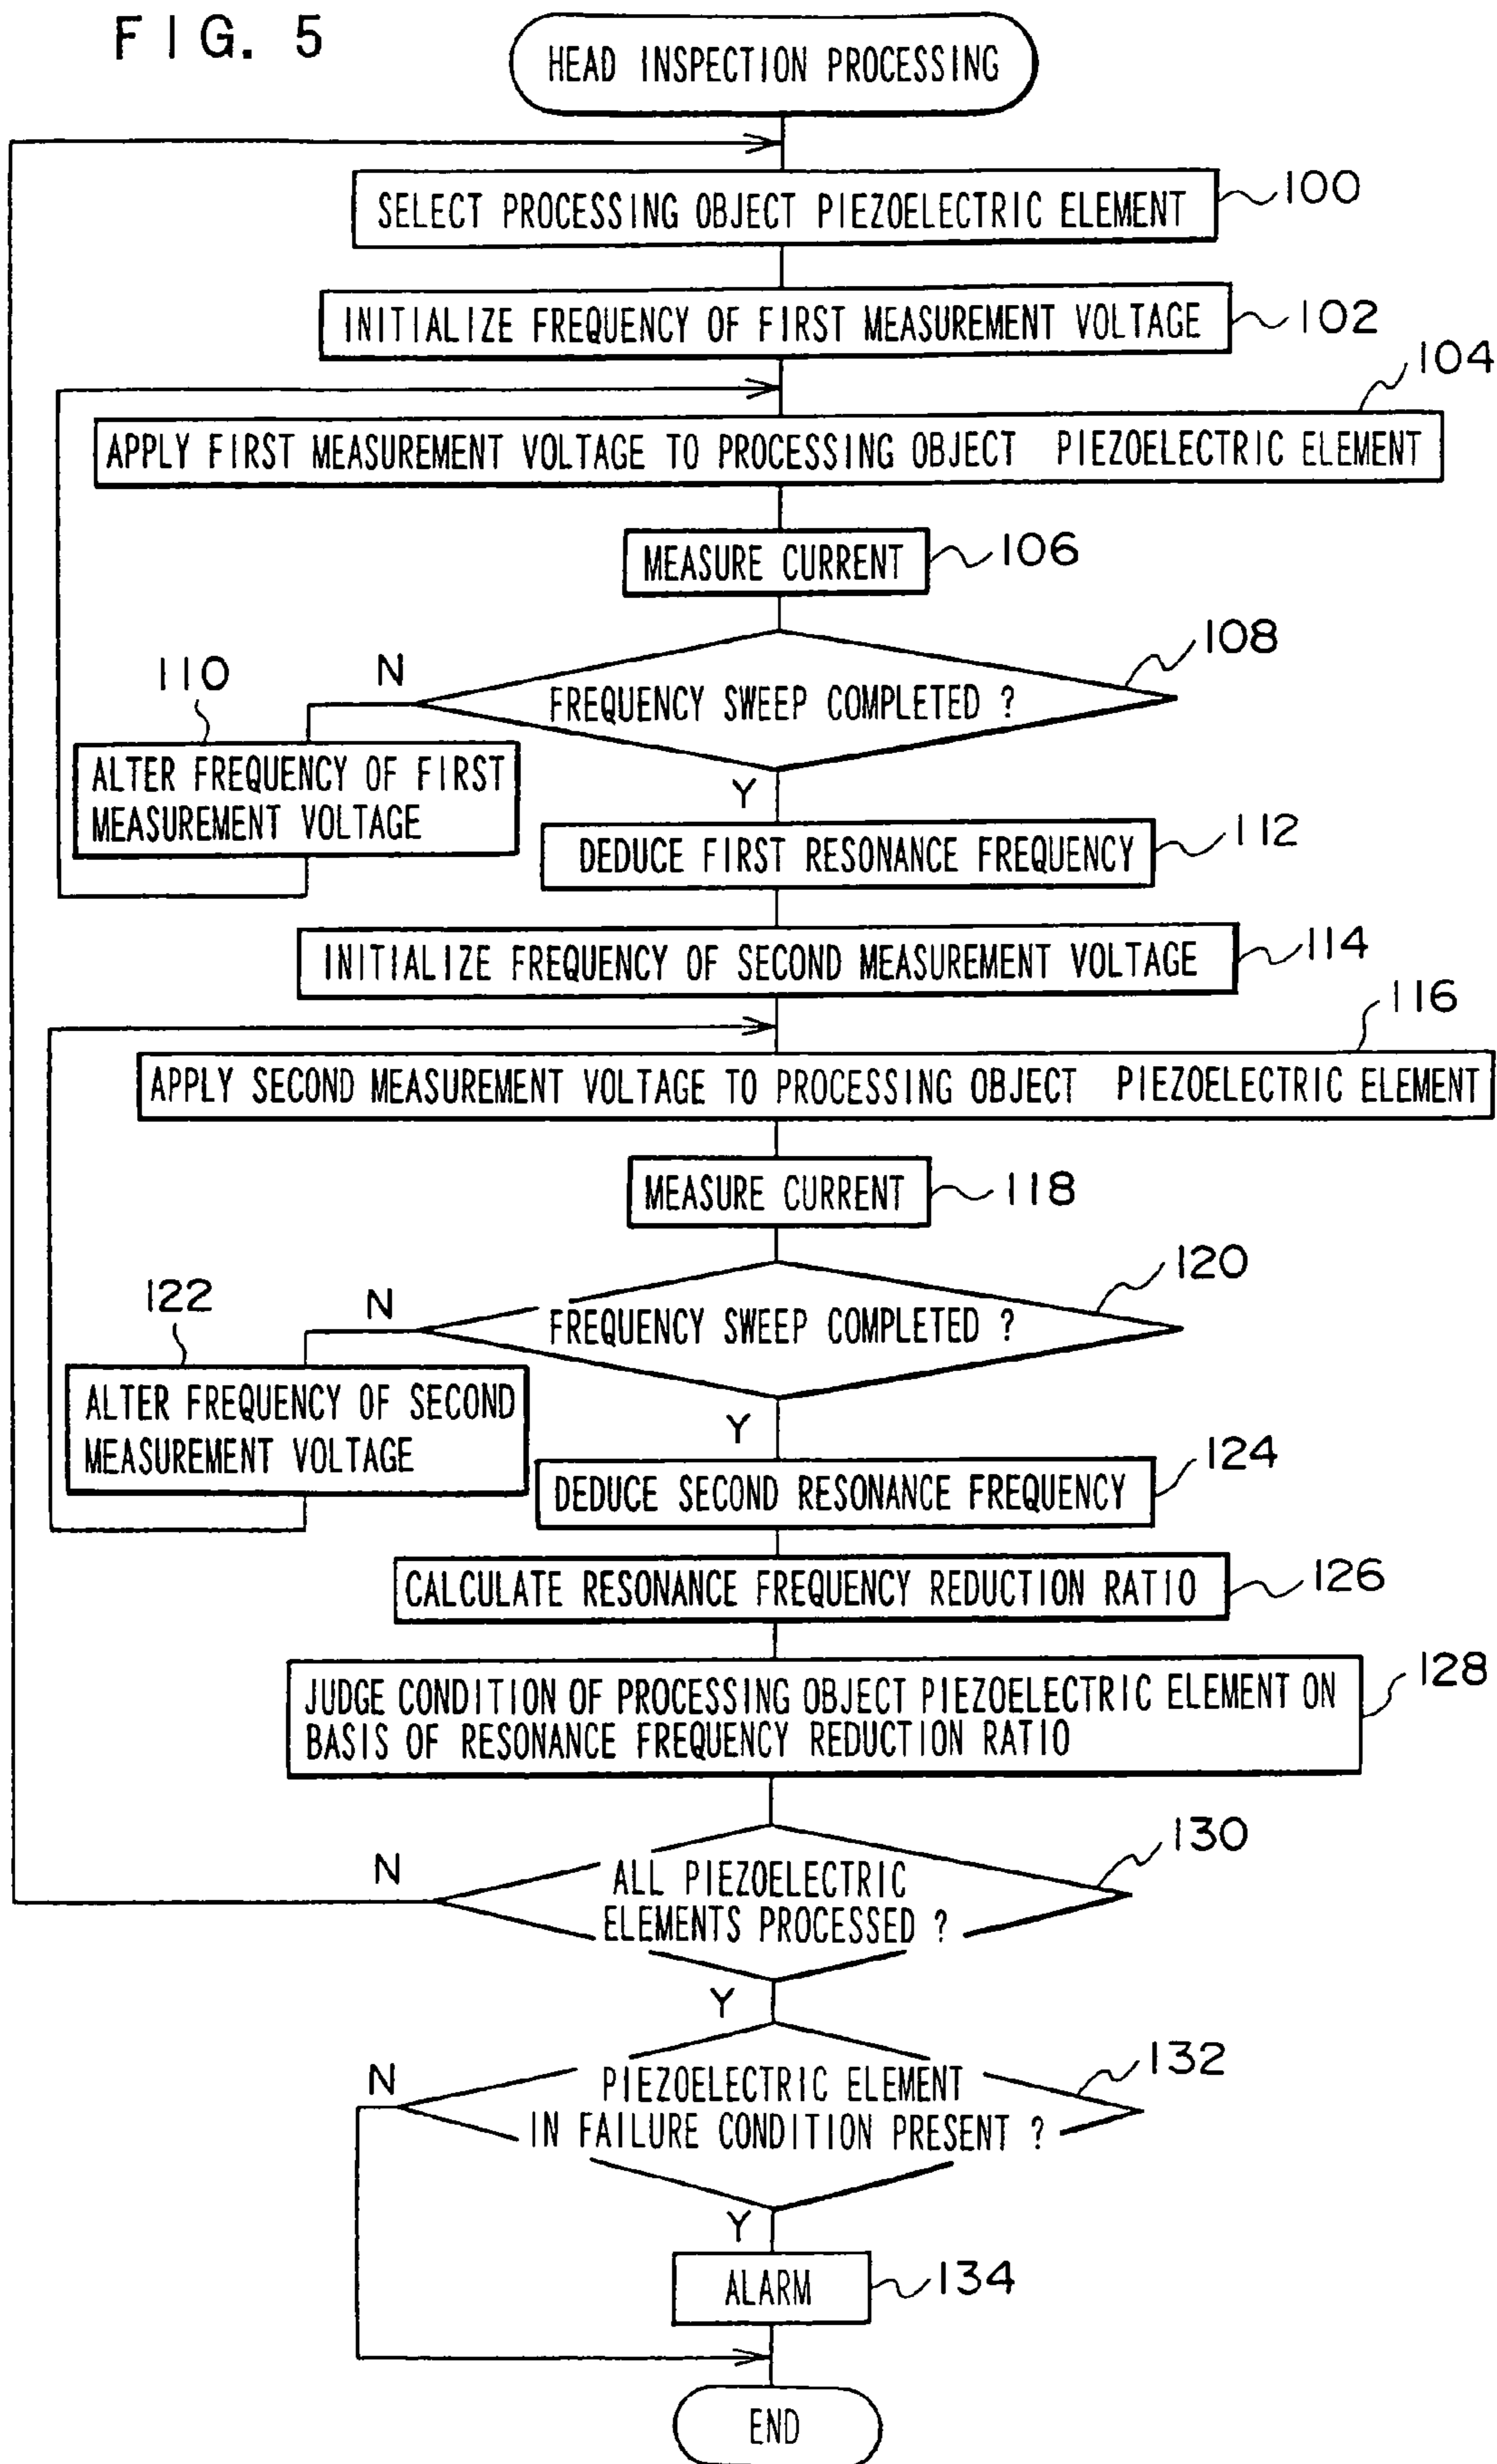 FIG. 5
HEAD INSPECTION PROCESSING
SELECT PROCESSING OBJECT PIEZOELECTRIC ELEMENT
100
INITIALIZE FREQUENCY OF FIRST MEASUREMENT VOLTAGE
102
104
APPLY FIRST MEASUREMENT VOLTAGE TO PROCESSING OBJECT PIEZOELECTRIC ELEMENT
MEASURE CURRENT
106
108
N
110
FREQUENCY SWEEP COMPLETED ?
ALTER FREQUENCY OF FIRST
MEASUREMENT VOLTAGE
Y
DEDUCE FIRST RESONANCE FREQUENCY
112
INITIALIZE FREQUENCY OF SECOND MEASUREMENT VOLTAGE
114
116
APPLY SECOND MEASUREMENT VOLTAGE TO PROCESSING OBJECT PIEZOELECTRIC ELEMENT
MEASURE CURRENT
118
120
N
122
FREQUENCY SWEEP COMPLETED ?
ALTER FREQUENCY OF SECOND
MEASUREMENT VOLTAGE
Y
124
DEDUCE SECOND RESONANCE FREQUENCY
CALCULATE RESONANCE FREQUENCY REDUCTION RATIO
126
JUDGE CONDITION OF PROCESSING OBJECT PIEZOELECTRIC ELEMENT ON
BASIS OF RESONANCE FREQUENCY REDUCTION RATIO
128
130
N
ALL PIEZOELECTRIC
ELEMENTS PROCESSED ?
Y
132
N
PIEZOELECTRIC ELEMENT
IN FAILURE CONDITION PRESENT ?
Y
ALARM
134
END